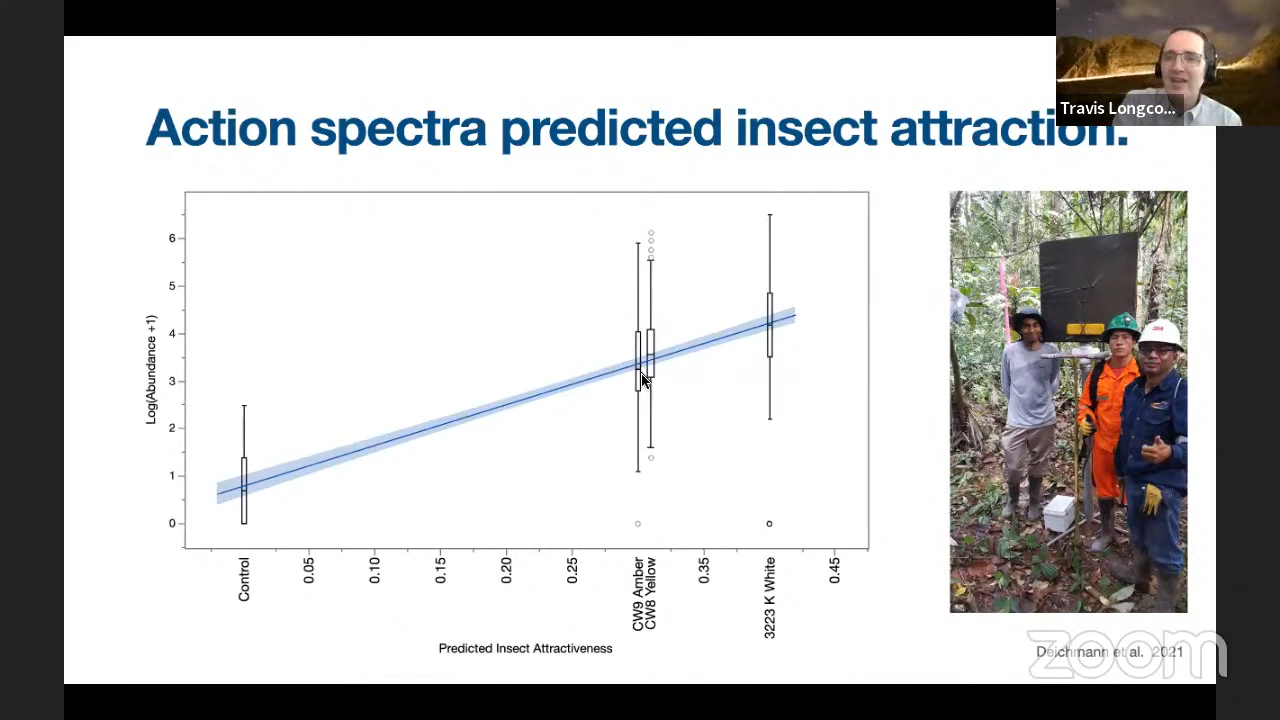 Travis Longco...
Action spectra predicted insect attraction.
Log(Abundance +1)
6
5
4
3
2
1
0
Control
0.05
0.10
0.15
0.20
0.25
CW9 Amber
CW8 Yellow
0.35
3223 K White
0.45
Predicted Insect Attractiveness
Deichmann et al. 2021
zoom